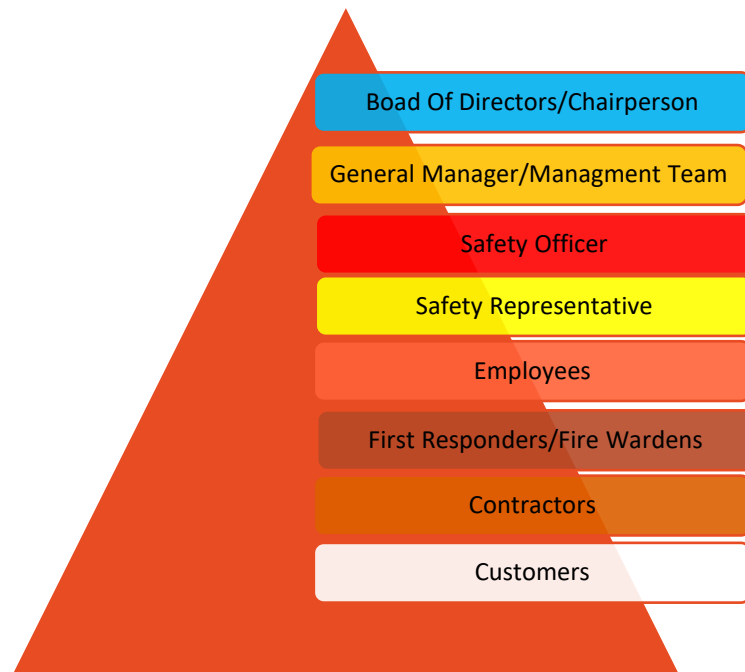 Boad Of Directors/Chairperson
General Manager/Managment Team
Safety Officer
Safety Representative
Employees
First Responders/Fire Wardens
Contractors
Customers